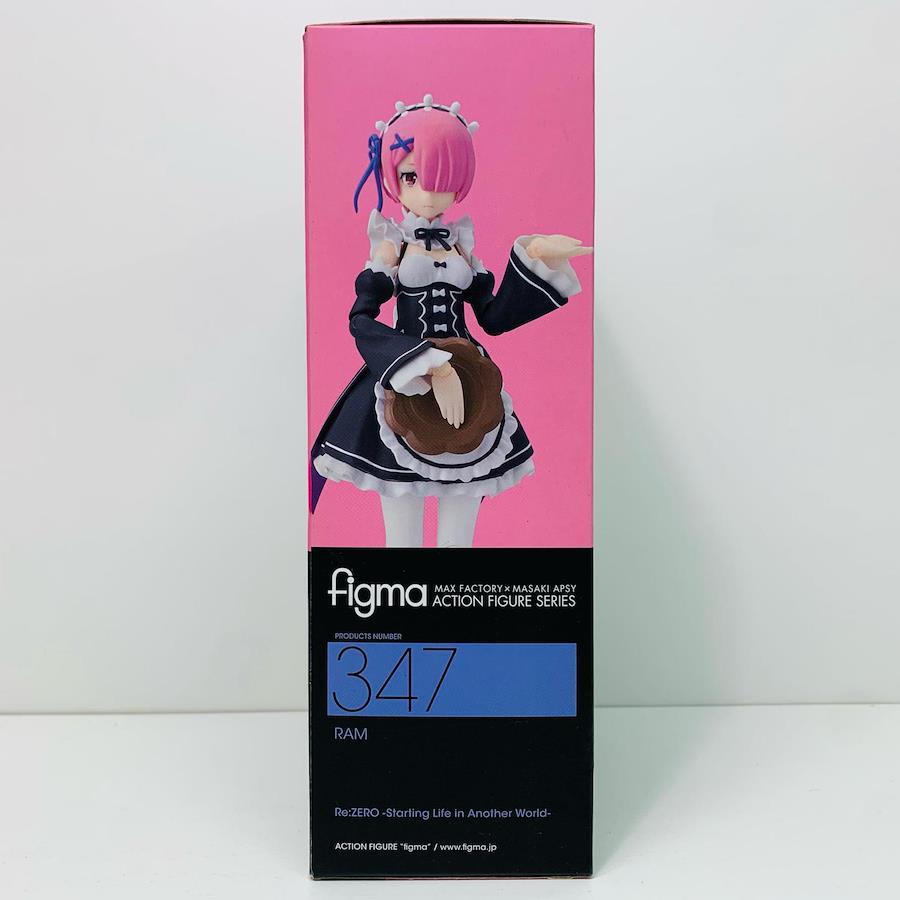 figma MAX FACTORY × MASAKI APSY
ACTION FIGURE SERIES
PRODUCTS NUMBER
347
RAM
Re:ZERO -Starting Life in Another World-
ACTION FIGURE "figma" / www.figma.jp